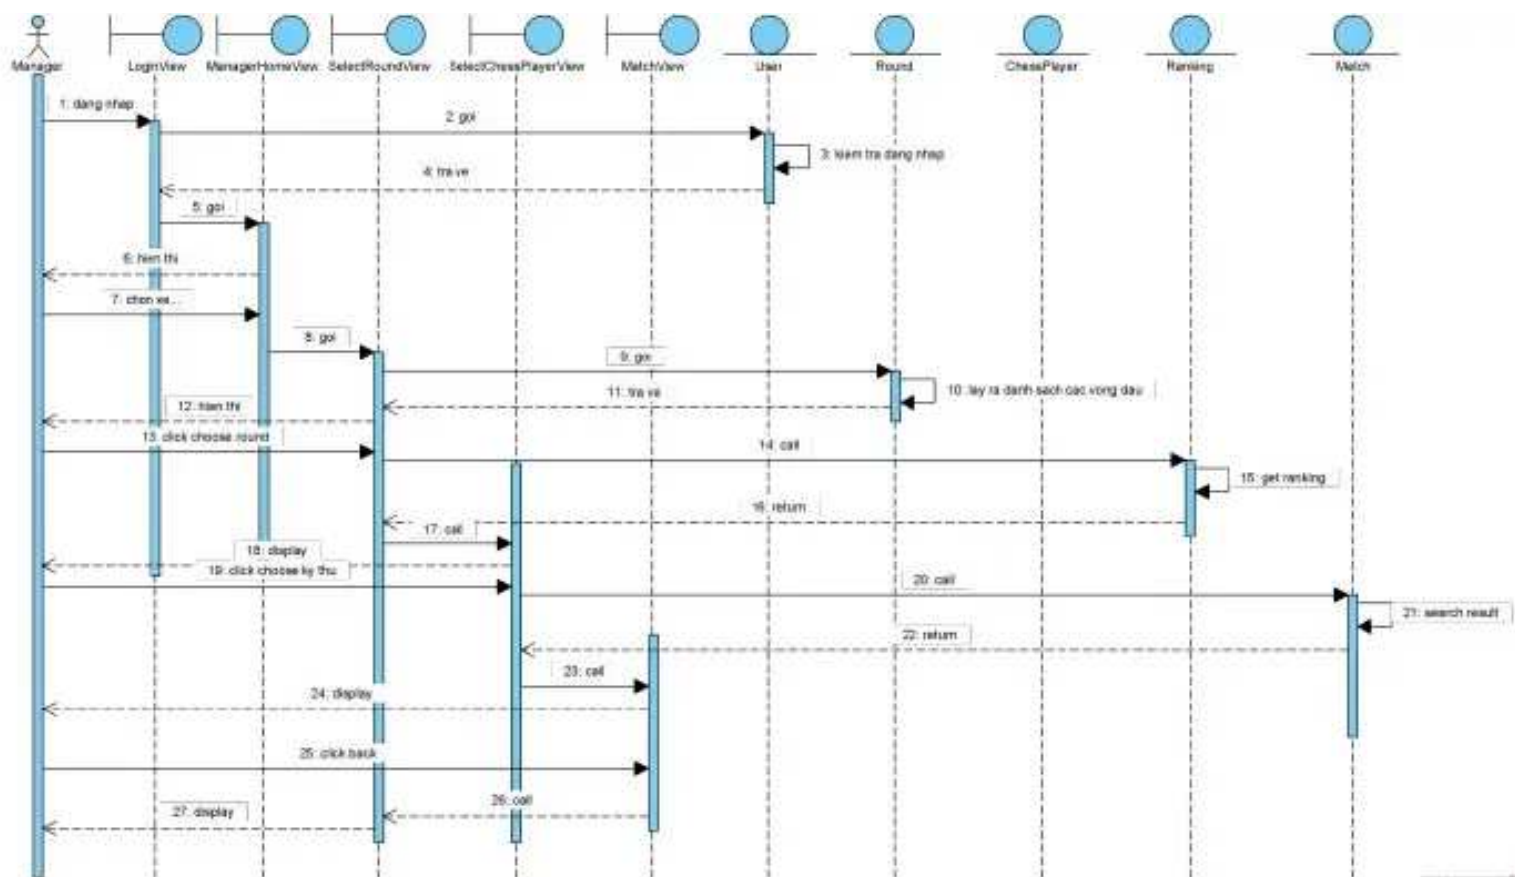 Manager
LoginView
ManagerHomeView
SelectRoundView
SelectChessPlayerView
MatchView
User
Round
ChessPlayer
Ranking
Match
1: dang nhap
2: goi
3: kiem tra dang nhap
4: tra ve
5: goi
6: hien thi
7: chon xe...
8: goi
9: goi
10: lay ra danh sach cac vong dau
11: tra ve
12: hien thi
13: click choose round
14: call
15: get ranking
16: return
17: call
18: display
19: click choose ky thu
20: call
21: search result
22: return
23: call
24: display
25: click back
26: call
27: display